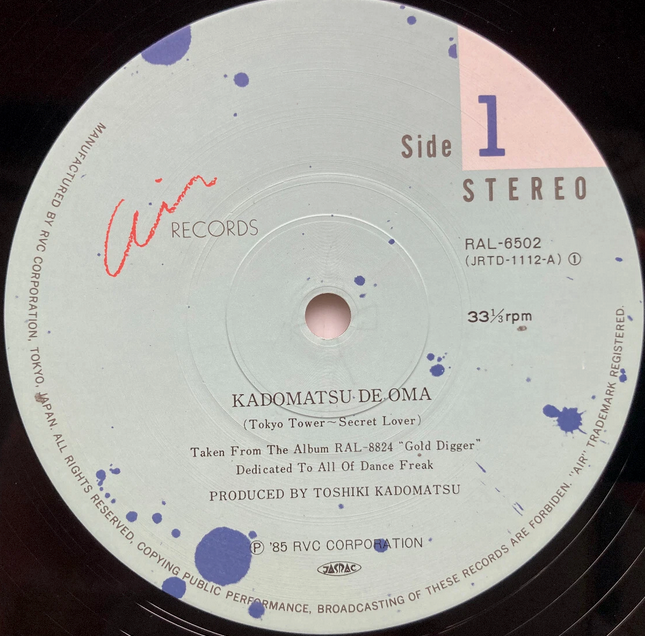 Side 1
STEREO
Air RECORDS
RAL-6502
(JRTD-1112-A) ①
33⅓rpm
KADOMATSU DE OMA
(Tokyo Tower~Secret Lover)
Taken From The Album RAL-8824 "Gold Digger"
Dedicated To All Of Dance Freak
PRODUCED BY TOSHIKI KADOMATSU
Ⓟ '85 RVC CORPORATION
JASRAC
MANUFACTURED BY RVC CORPORATION, TOKYO, JAPAN. ALL RIGHTS RESERVED, COPYING PUBLIC PERFORMANCE, BROADCASTING OF THESE RECORDS ARE FORBIDEN. "AIR" TRADEMARK REGISTERED.